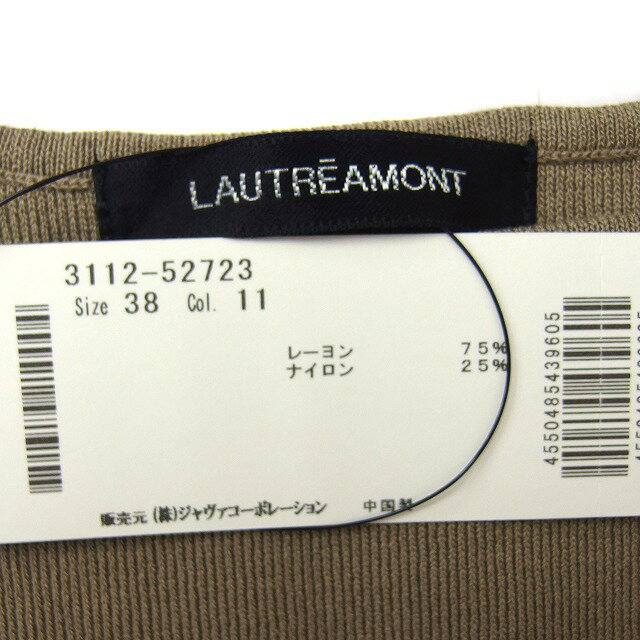 LAUTRĒAMONT
3112-52723
Size 38 Col. 11
レーヨン 75%
ナイロン 25%
販売元 (株)ジャヴァコーポレーション 中国製
4550485439605